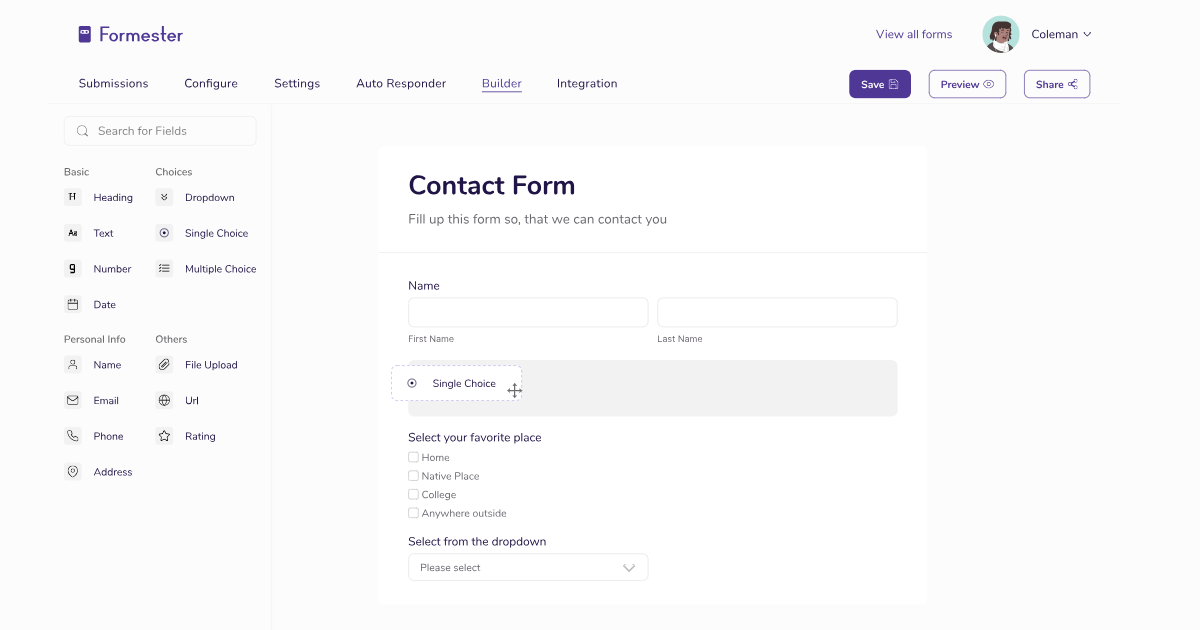 Formester
View all forms
Coleman
Submissions Configure Settings Auto Responder Builder Integration
Save Preview Share
Search for Fields
Basic Choices
Heading Dropdown
Text Single Choice
Number Multiple Choice
Date
Personal Info Others
Name File Upload
Email Url
Phone Rating
Address
Contact Form
Fill up this form so, that we can contact you
Name
First Name Last Name
Single Choice
Select your favorite place
Home
Native Place
College
Anywhere outside
Select from the dropdown
Please select